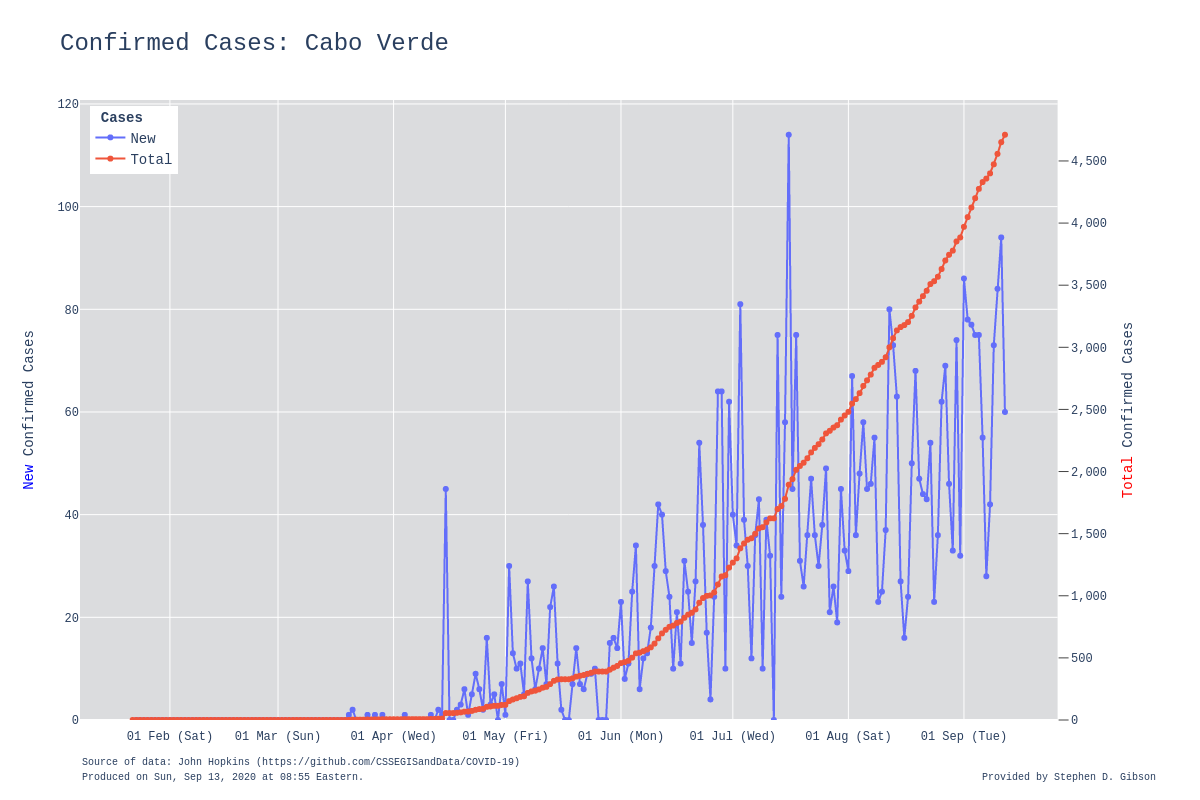 Confirmed Cases: Cabo Verde
Cases
New
Total
120
100
80
60
40
20
0
New Confirmed Cases
4,500
4,000
3,500
3,000
2,500
2,000
1,500
1,000
500
0
Total Confirmed Cases
01 Feb (Sat) 01 Mar (Sun) 01 Apr (Wed) 01 May (Fri) 01 Jun (Mon) 01 Jul (Wed) 01 Aug (Sat) 01 Sep (Tue)
Source of data: John Hopkins (https://github.com/CSSEGISandData/COVID-19)
Produced on Sun, Sep 13, 2020 at 08:55 Eastern.
Provided by Stephen D. Gibson